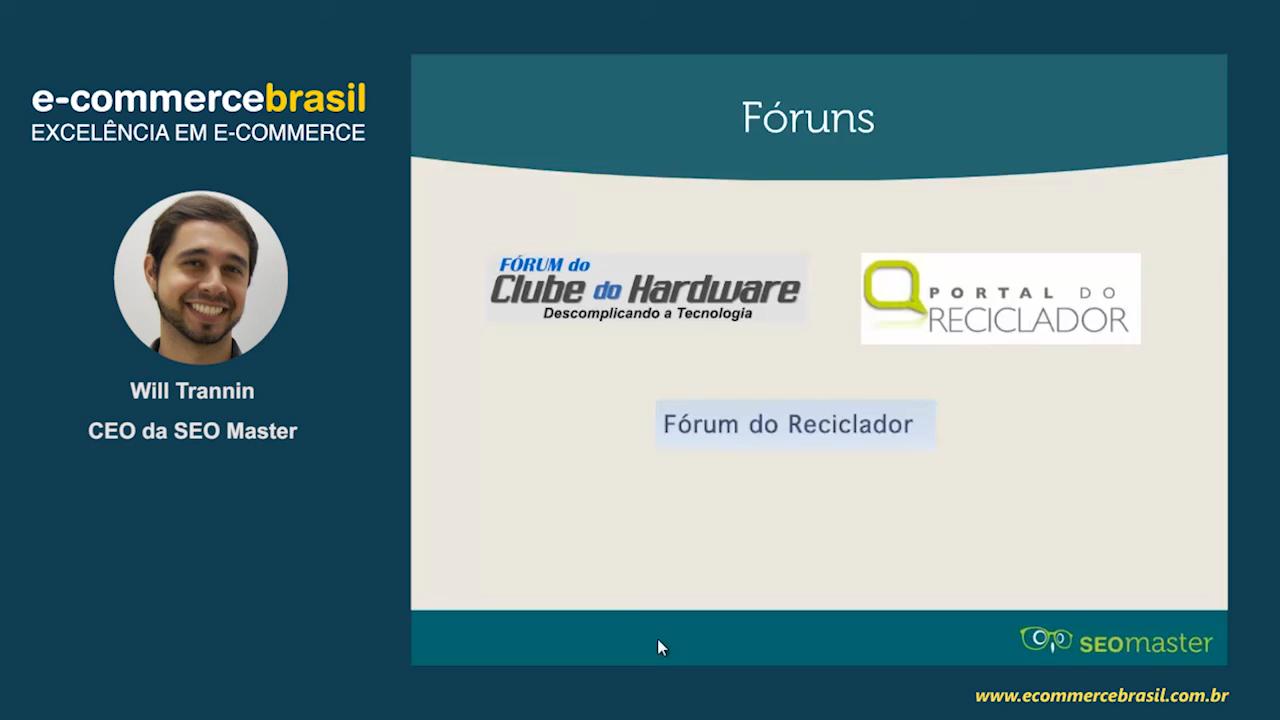 e-commercebrasil
EXCELÊNCIA EM E-COMMERCE
Will Trannin
CEO da SEO Master
Fóruns
FÓRUM do
Clube do Hardware
Descomplicando a Tecnologia
PORTAL DO
RECICLADOR
Fórum do Reciclador
SEOmaster
www.ecommercebrasil.com.br